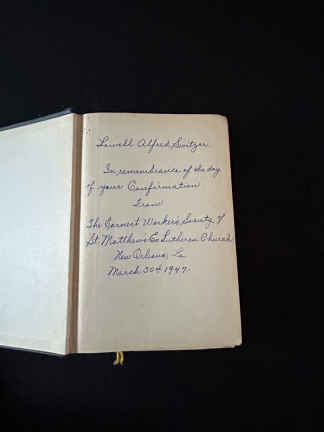 Lowell Alfred Switzer
In remembrance of the day
of your Confirmation
From
The Earnest Workers Society of
St Matthews Ev Lutheran Church
New Orleans, La
March 30th 1947.